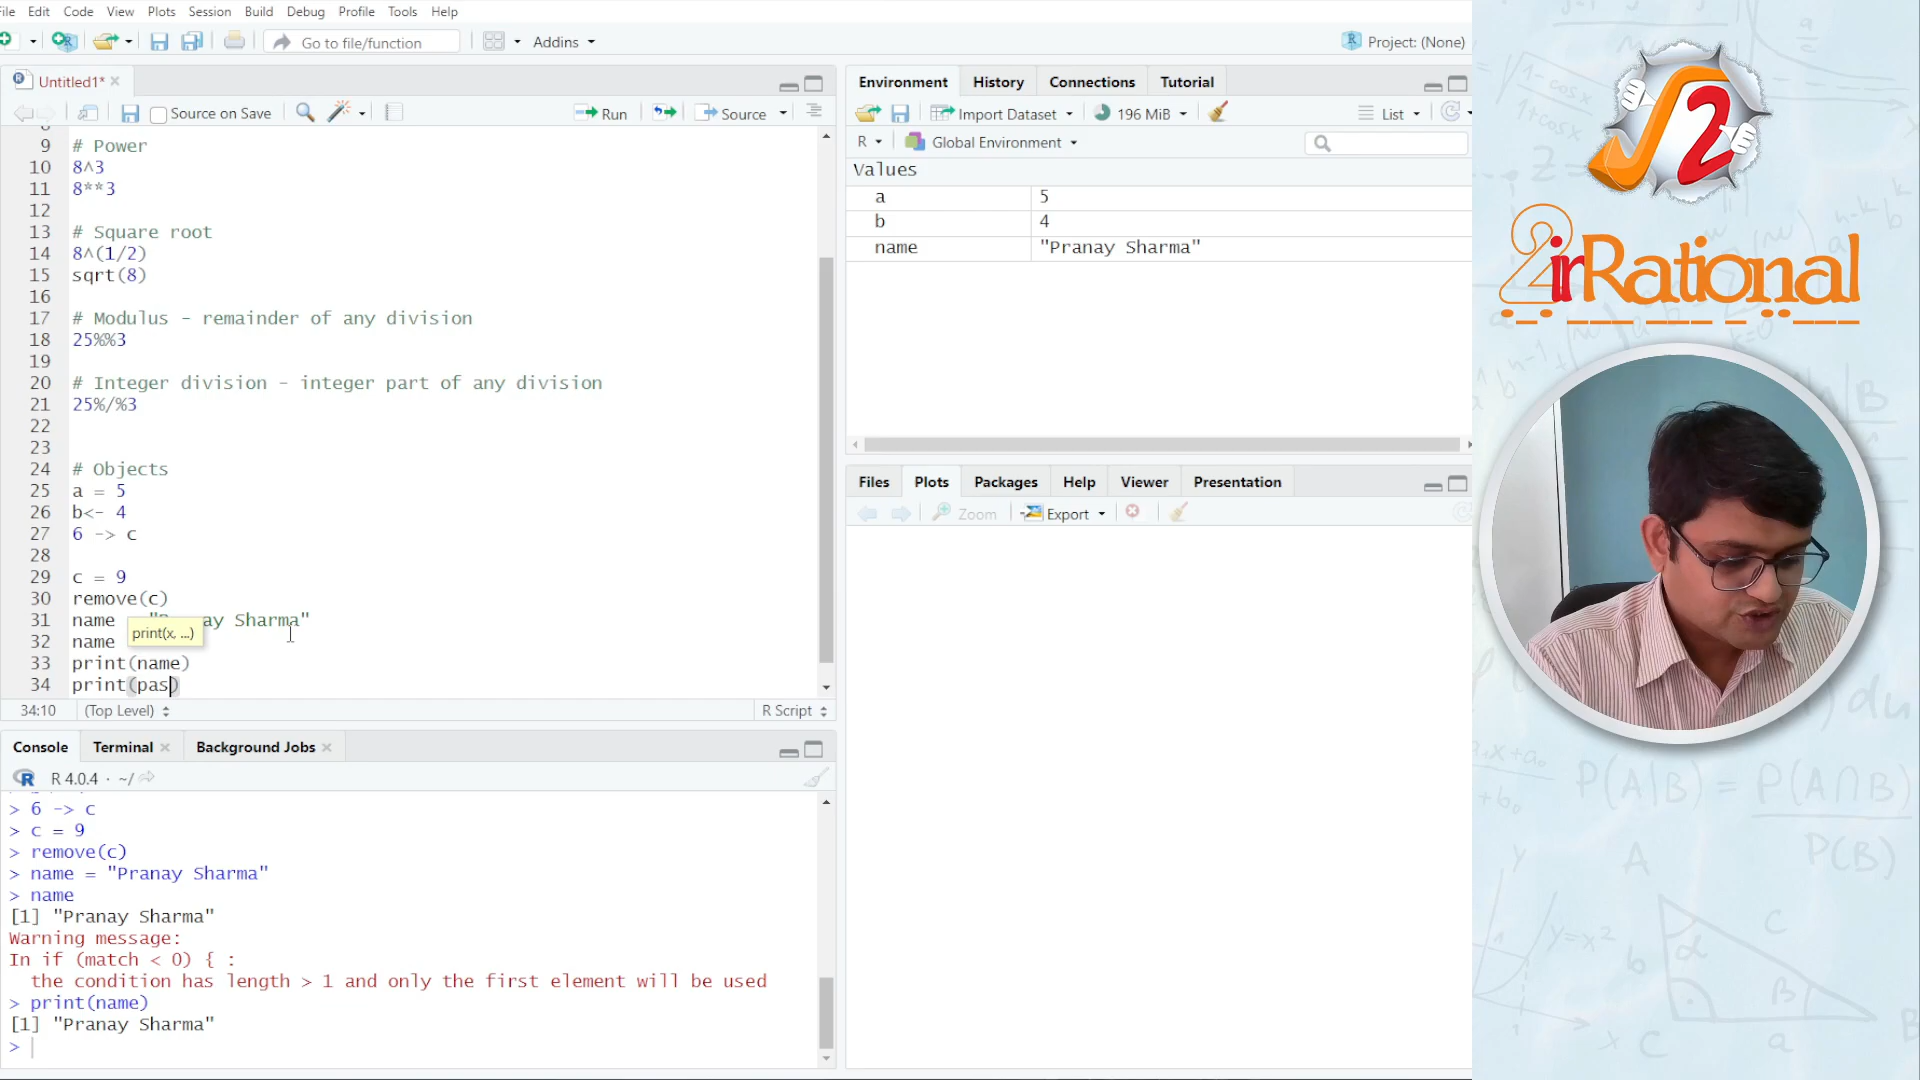 File Edit Code View Plots Session Build Debug Profile Tools Help
Go to file/function
Addins
Project: (None)
Untitled1*
Source on Save
Run
Source
9 # Power
10 8^3
11 8**3
12
13 # Square root
14 8^(1/2)
15 sqrt(8)
16
17 # Modulus - remainder of any division
18 25%%3
19
20 # Integer division - integer part of any division
21 25%/%3
22
23
24 # Objects
25 a = 5
26 b<- 4
27 6 -> c
28
29 c = 9
30 remove(c)
31 name ay Sharma"
print(x, ...)
32 name
33 print(name)
34 print(pas)
34:10 (Top Level) R Script
Console Terminal Background Jobs
R 4.0.4 · ~/
> 6 -> c
> c = 9
> remove(c)
> name = "Pranay Sharma"
> name
[1] "Pranay Sharma"
Warning message:
In if (match < 0) { :
the condition has length > 1 and only the first element will be used
> print(name)
[1] "Pranay Sharma"
>
Environment History Connections Tutorial
Import Dataset 196 MiB List
R Global Environment
Values
a 5
b 4
name "Pranay Sharma"
Files Plots Packages Help Viewer Presentation
Zoom Export
2
2irRational
P(A|B) = P(A∩B)
P(B)
y=x²
A
C
b
B
a
C